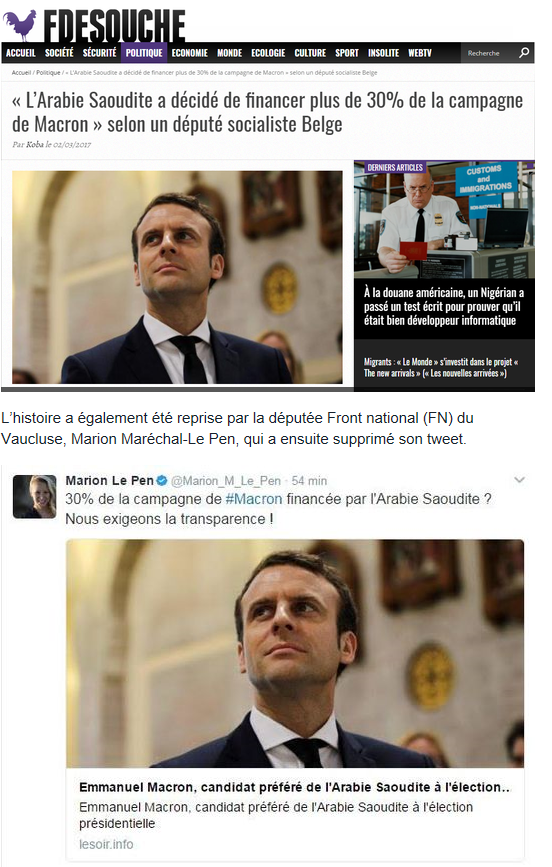 FDESOUCHE
ACCUEIL SOCIÉTÉ SÉCURITÉ POLITIQUE ECONOMIE MONDE ECOLOGIE CULTURE SPORT INSOLITE WEBTV Recherche
Accueil / Politique / « L'Arabie Saoudite a décidé de financer plus de 30% de la campagne de Macron » selon un député socialiste Belge
« L'Arabie Saoudite a décidé de financer plus de 30% de la campagne
de Macron » selon un député socialiste Belge
Par Koba le 02/03/2017
DERNIERS ARTICLES
CUSTOMS
and
IMMIGRATIONS
À la douane américaine, un Nigérian a
passé un test écrit pour prouver qu'il
était bien développeur informatique
Migrants : « Le Monde » s'investit dans le projet «
The new arrivals » (« Les nouvelles arrivées »)
L'histoire a également été reprise par la députée Front national (FN) du
Vaucluse, Marion Maréchal-Le Pen, qui a ensuite supprimé son tweet.
Marion Le Pen @Marion_M_Le_Pen · 54 min
30% de la campagne de #Macron financée par l'Arabie Saoudite ?
Nous exigeons la transparence !
Emmanuel Macron, candidat préféré de l'Arabie Saoudite à l'élection..
Emmanuel Macron, candidat préféré de l'Arabie Saoudite à l'élection
présidentielle
lesoir.info